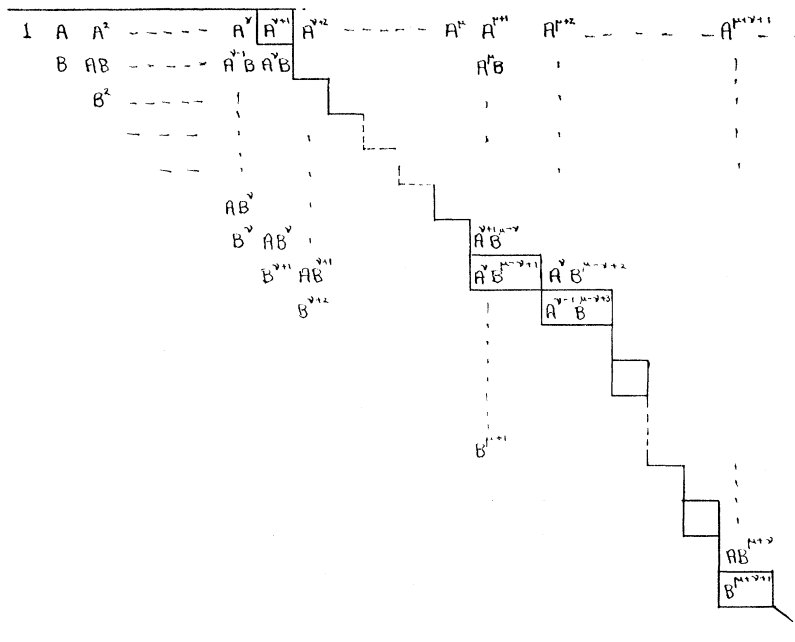 1 A A² A^ν A^{ν+1} A^{ν+2} A^μ A^{μ+1} A^{μ+2} A^{μ+ν+1}
B AB A^{ν-1}B A^νB A^μB
B²
AB^ν
B^ν AB^ν A^{ν+1}B^{μ-ν}
B^{ν+1} AB^{ν+1} A^νB^{μ-ν+1} A^νB^{μ-ν+2}
B^{ν+2} A^{ν-1}B^{μ-ν+3}
B^{μ+1}
AB^{μ+ν}
B^{μ+ν+1}